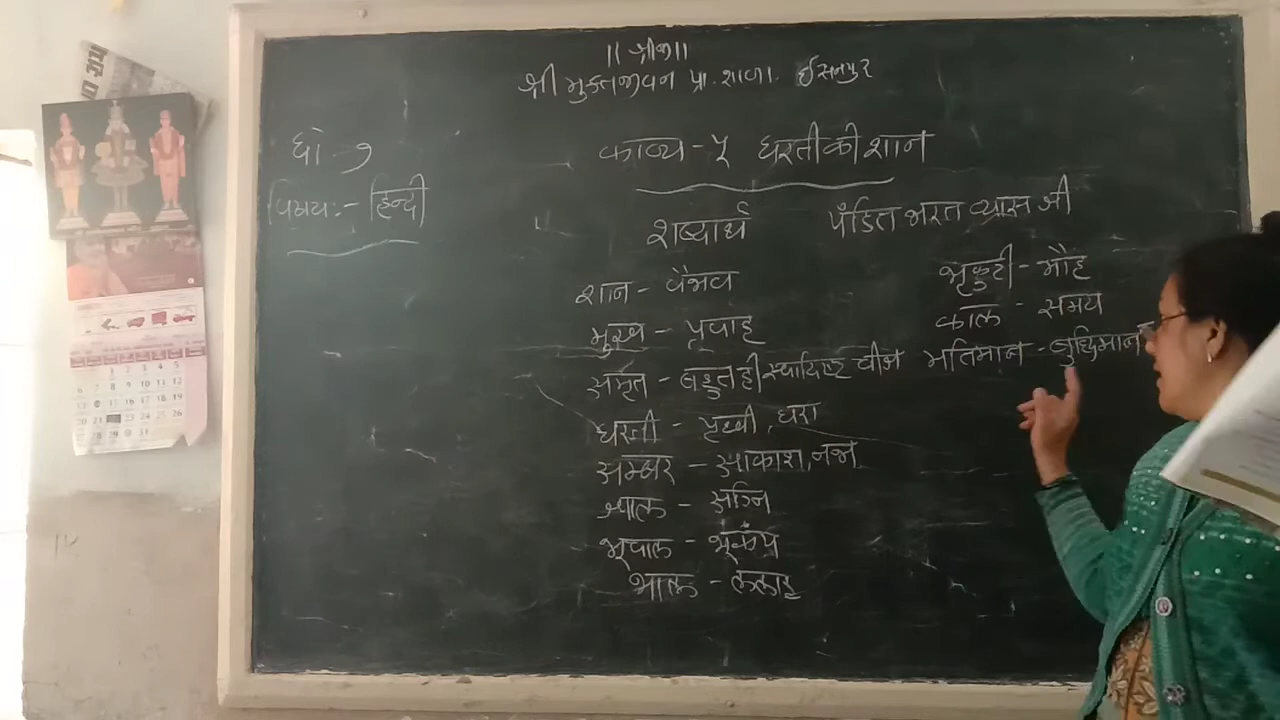 || श्रीजी ||
श्री मुक्तजीवन प्रा. शाळा. ईसनपुर
धो - ७
काव्य - ५ धरती की शान
विषय :- हिन्दी
शब्दार्थ पंडित भरत व्यास जी
शान - वैभव
भृकुटी - भौंह
काल - समय
प्रवाह
अमृत - बहुत ही स्वादिष्ट चीज
मतिमान - बुद्धिमान
धरती - पृथ्वी, धरा
अम्बर - आकाश, नभ
अग्नि
भूचाल - भूकंप
भाल - ललाट